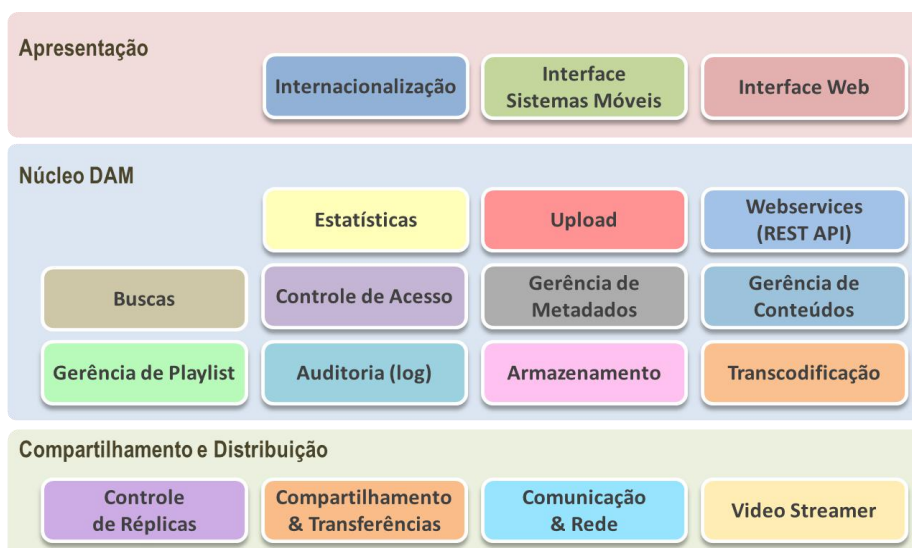 Apresentação
Internacionalização
Interface
Sistemas Móveis
Interface Web
Núcleo DAM
Estatísticas
Upload
Webservices
(REST API)
Buscas
Controle de Acesso
Gerência de
Metadados
Gerência de
Conteúdos
Gerência de Playlist
Auditoria (log)
Armazenamento
Transcodificação
Compartilhamento e Distribuição
Controle
de Réplicas
Compartilhamento
& Transferências
Comunicação
& Rede
Video Streamer